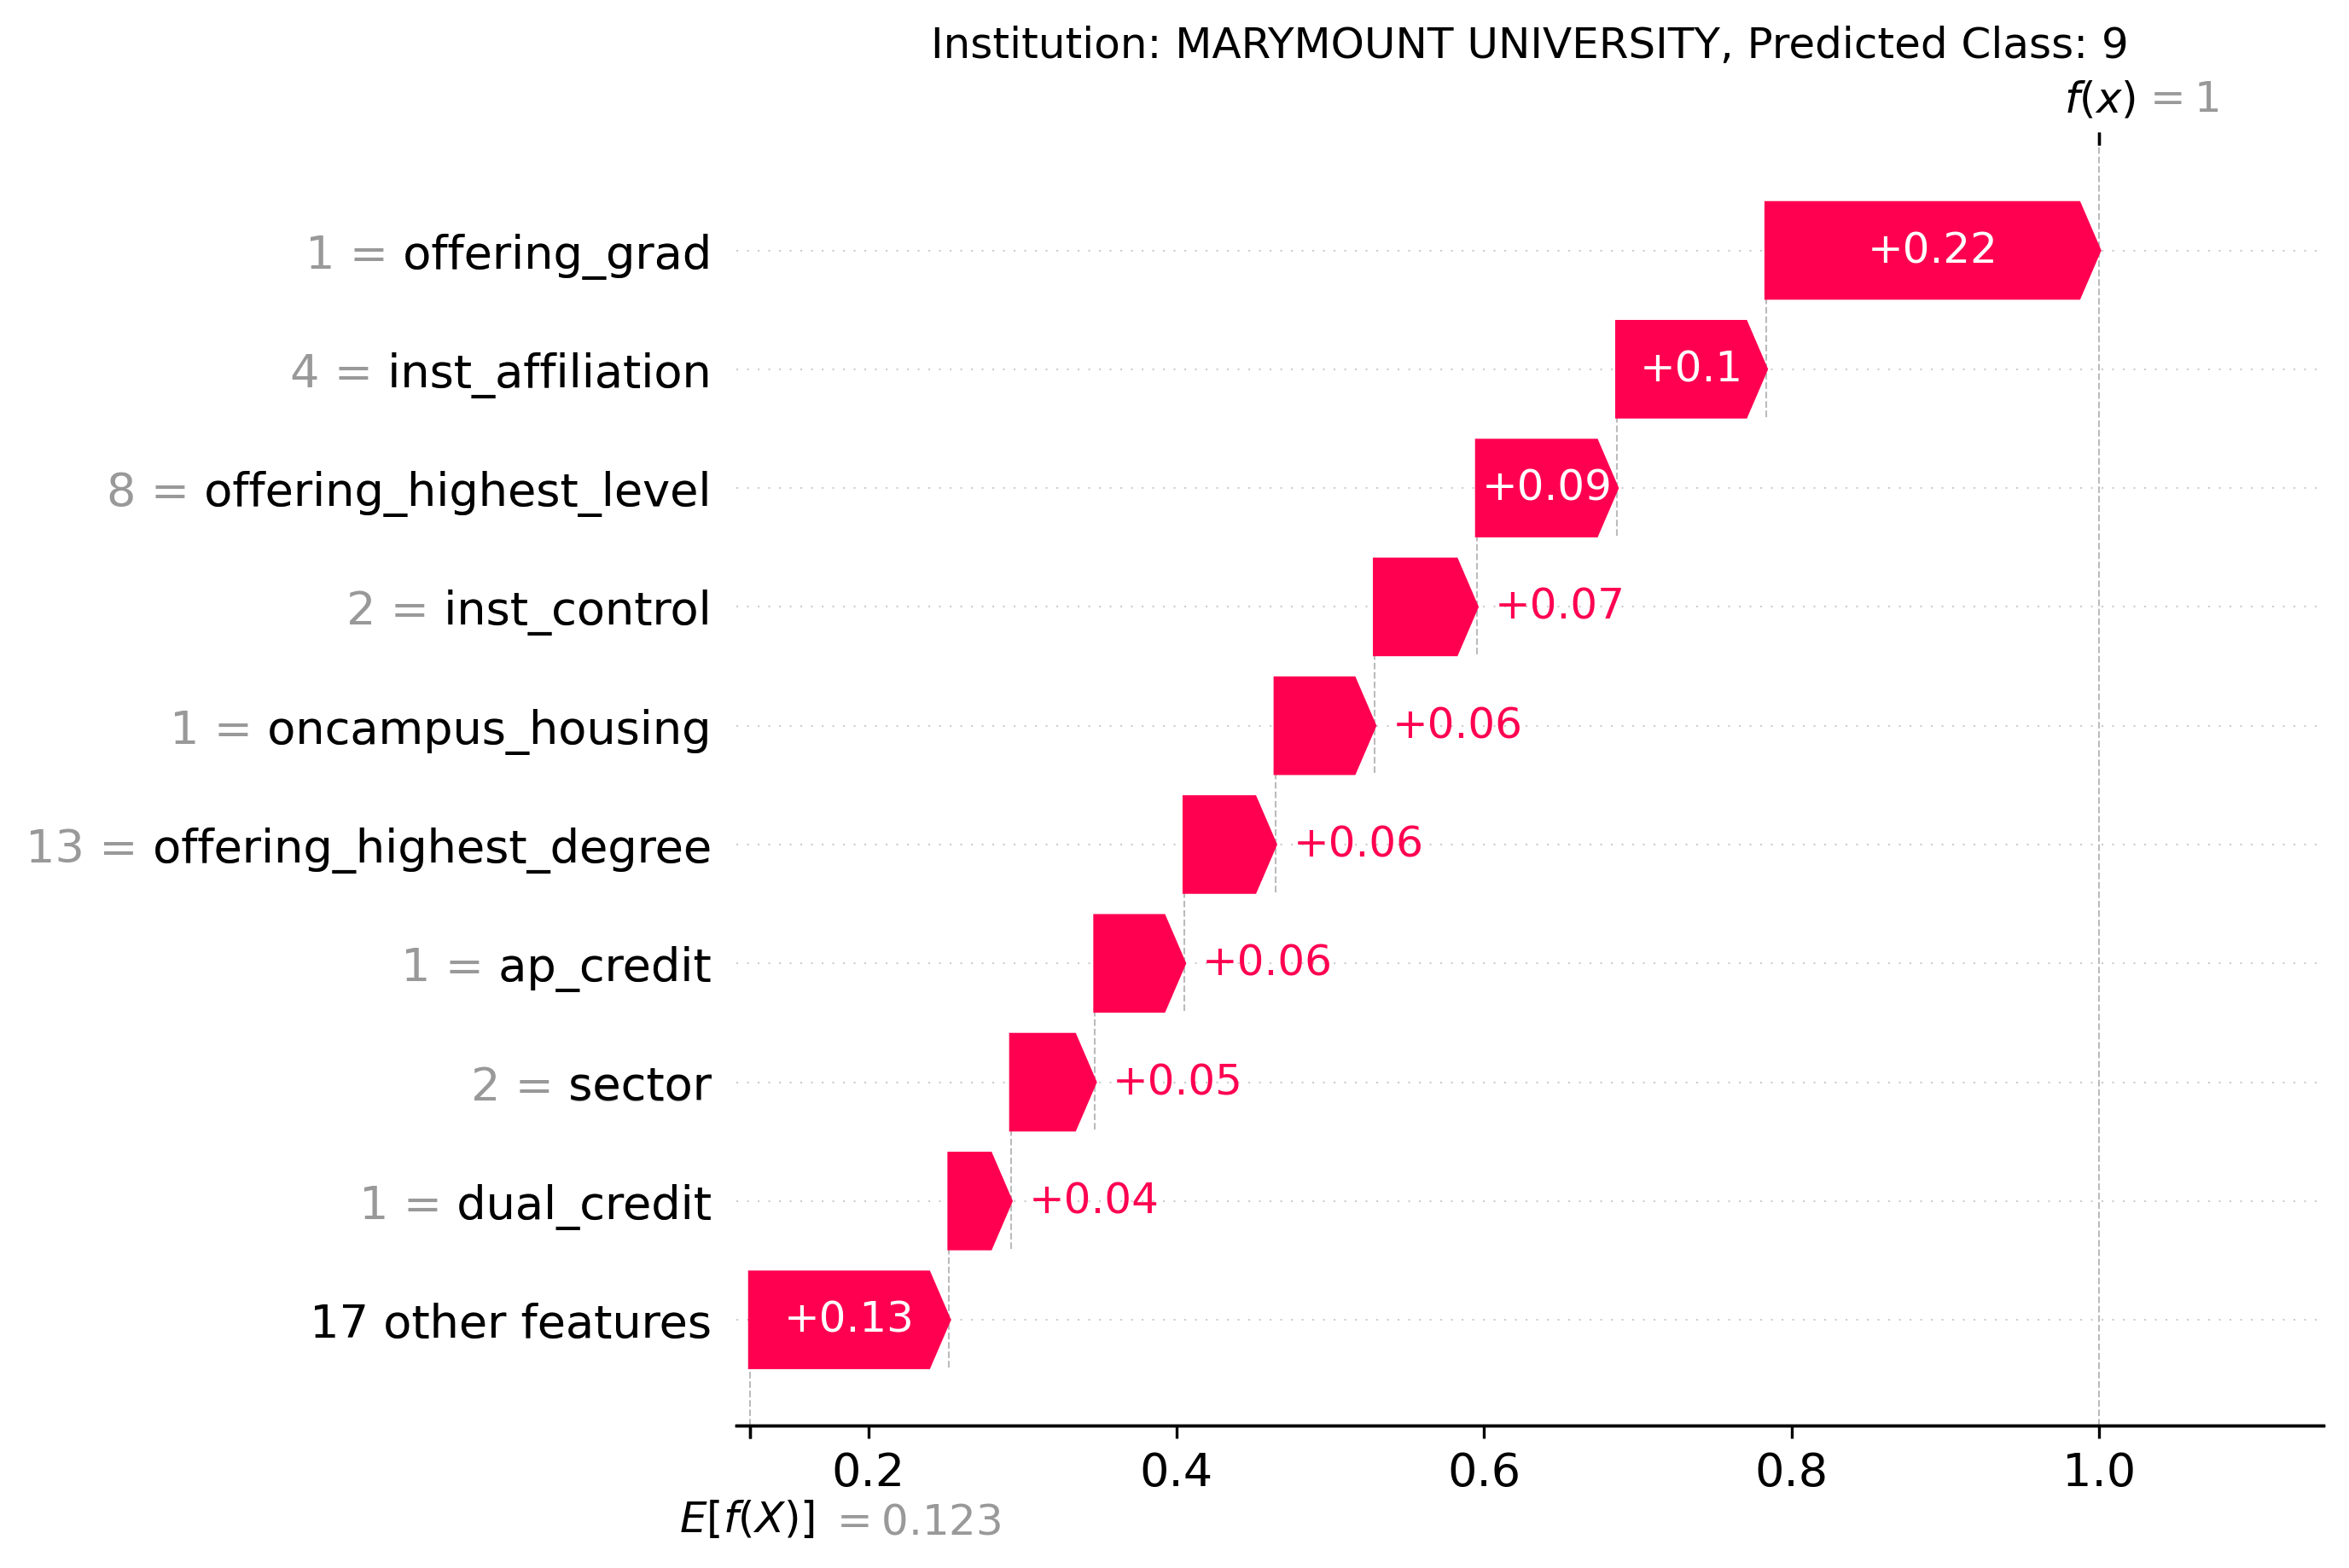 Institution: MARYMOUNT UNIVERSITY, Predicted Class: 9
f(x) = 1
1 = offering_grad
+0.22
4 = inst_affiliation
+0.1
8 = offering_highest_level
+0.09
2 = inst_control
+0.07
1 = oncampus_housing
+0.06
13 = offering_highest_degree
+0.06
1 = ap_credit
+0.06
2 = sector
+0.05
1 = dual_credit
+0.04
17 other features
+0.13
0.2 0.4 0.6 0.8 1.0
E[f(X)] = 0.123